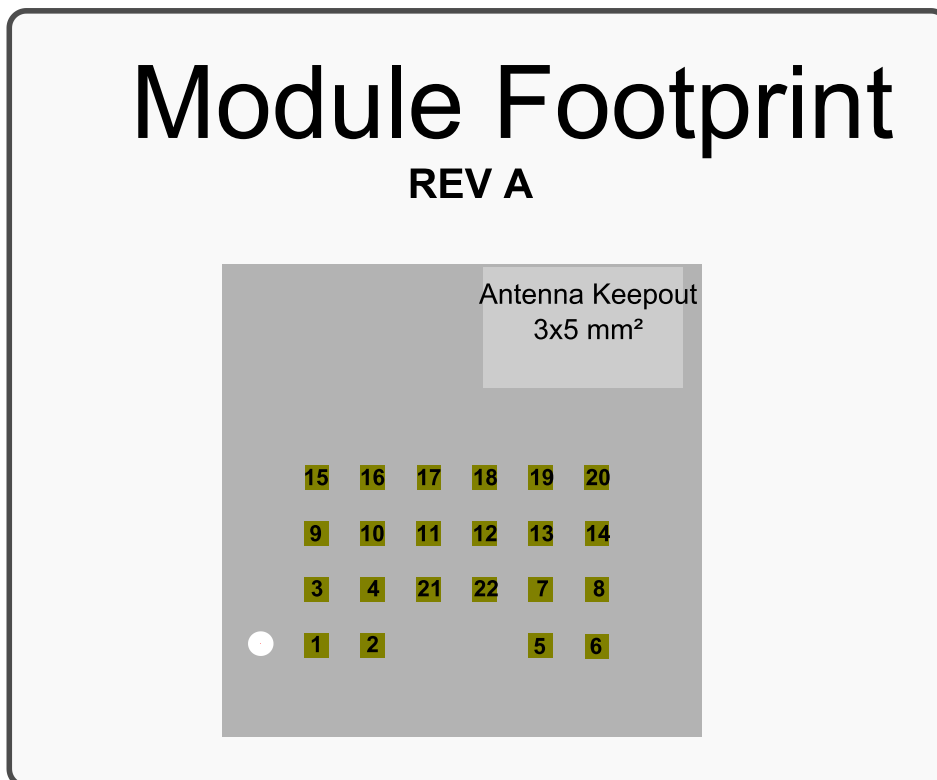 Module Footprint
REV A
Antenna Keepout
3x5 mm²
15 16 17 18 19 20
9 10 11 12 13 14
3 4 21 22 7 8
1 2 5 6